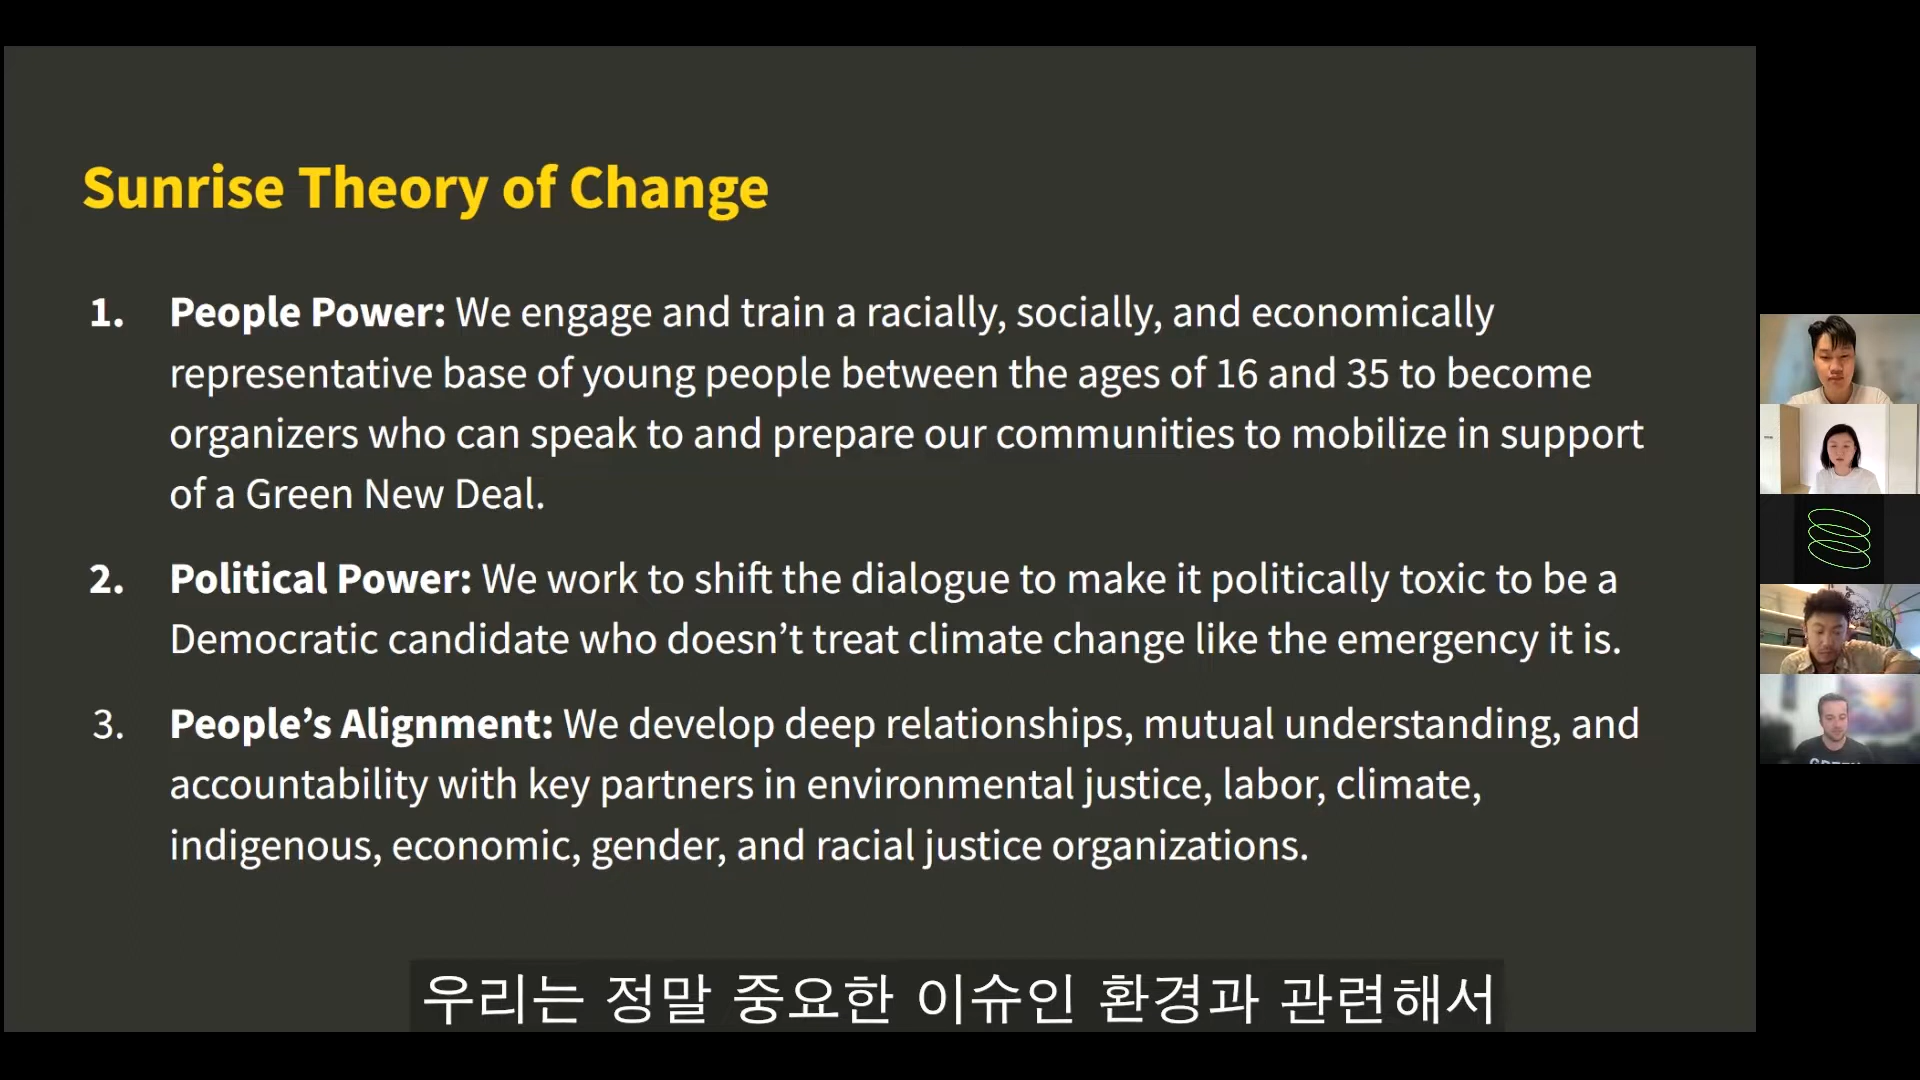 Sunrise Theory of Change
1. People Power: We engage and train a racially, socially, and economically
representative base of young people between the ages of 16 and 35 to become
organizers who can speak to and prepare our communities to mobilize in support
of a Green New Deal.
2. Political Power: We work to shift the dialogue to make it politically toxic to be a
Democratic candidate who doesn’t treat climate change like the emergency it is.
3. People’s Alignment: We develop deep relationships, mutual understanding, and
accountability with key partners in environmental justice, labor, climate,
indigenous, economic, gender, and racial justice organizations.
우리는 정말 중요한 이슈인 환경과 관련해서